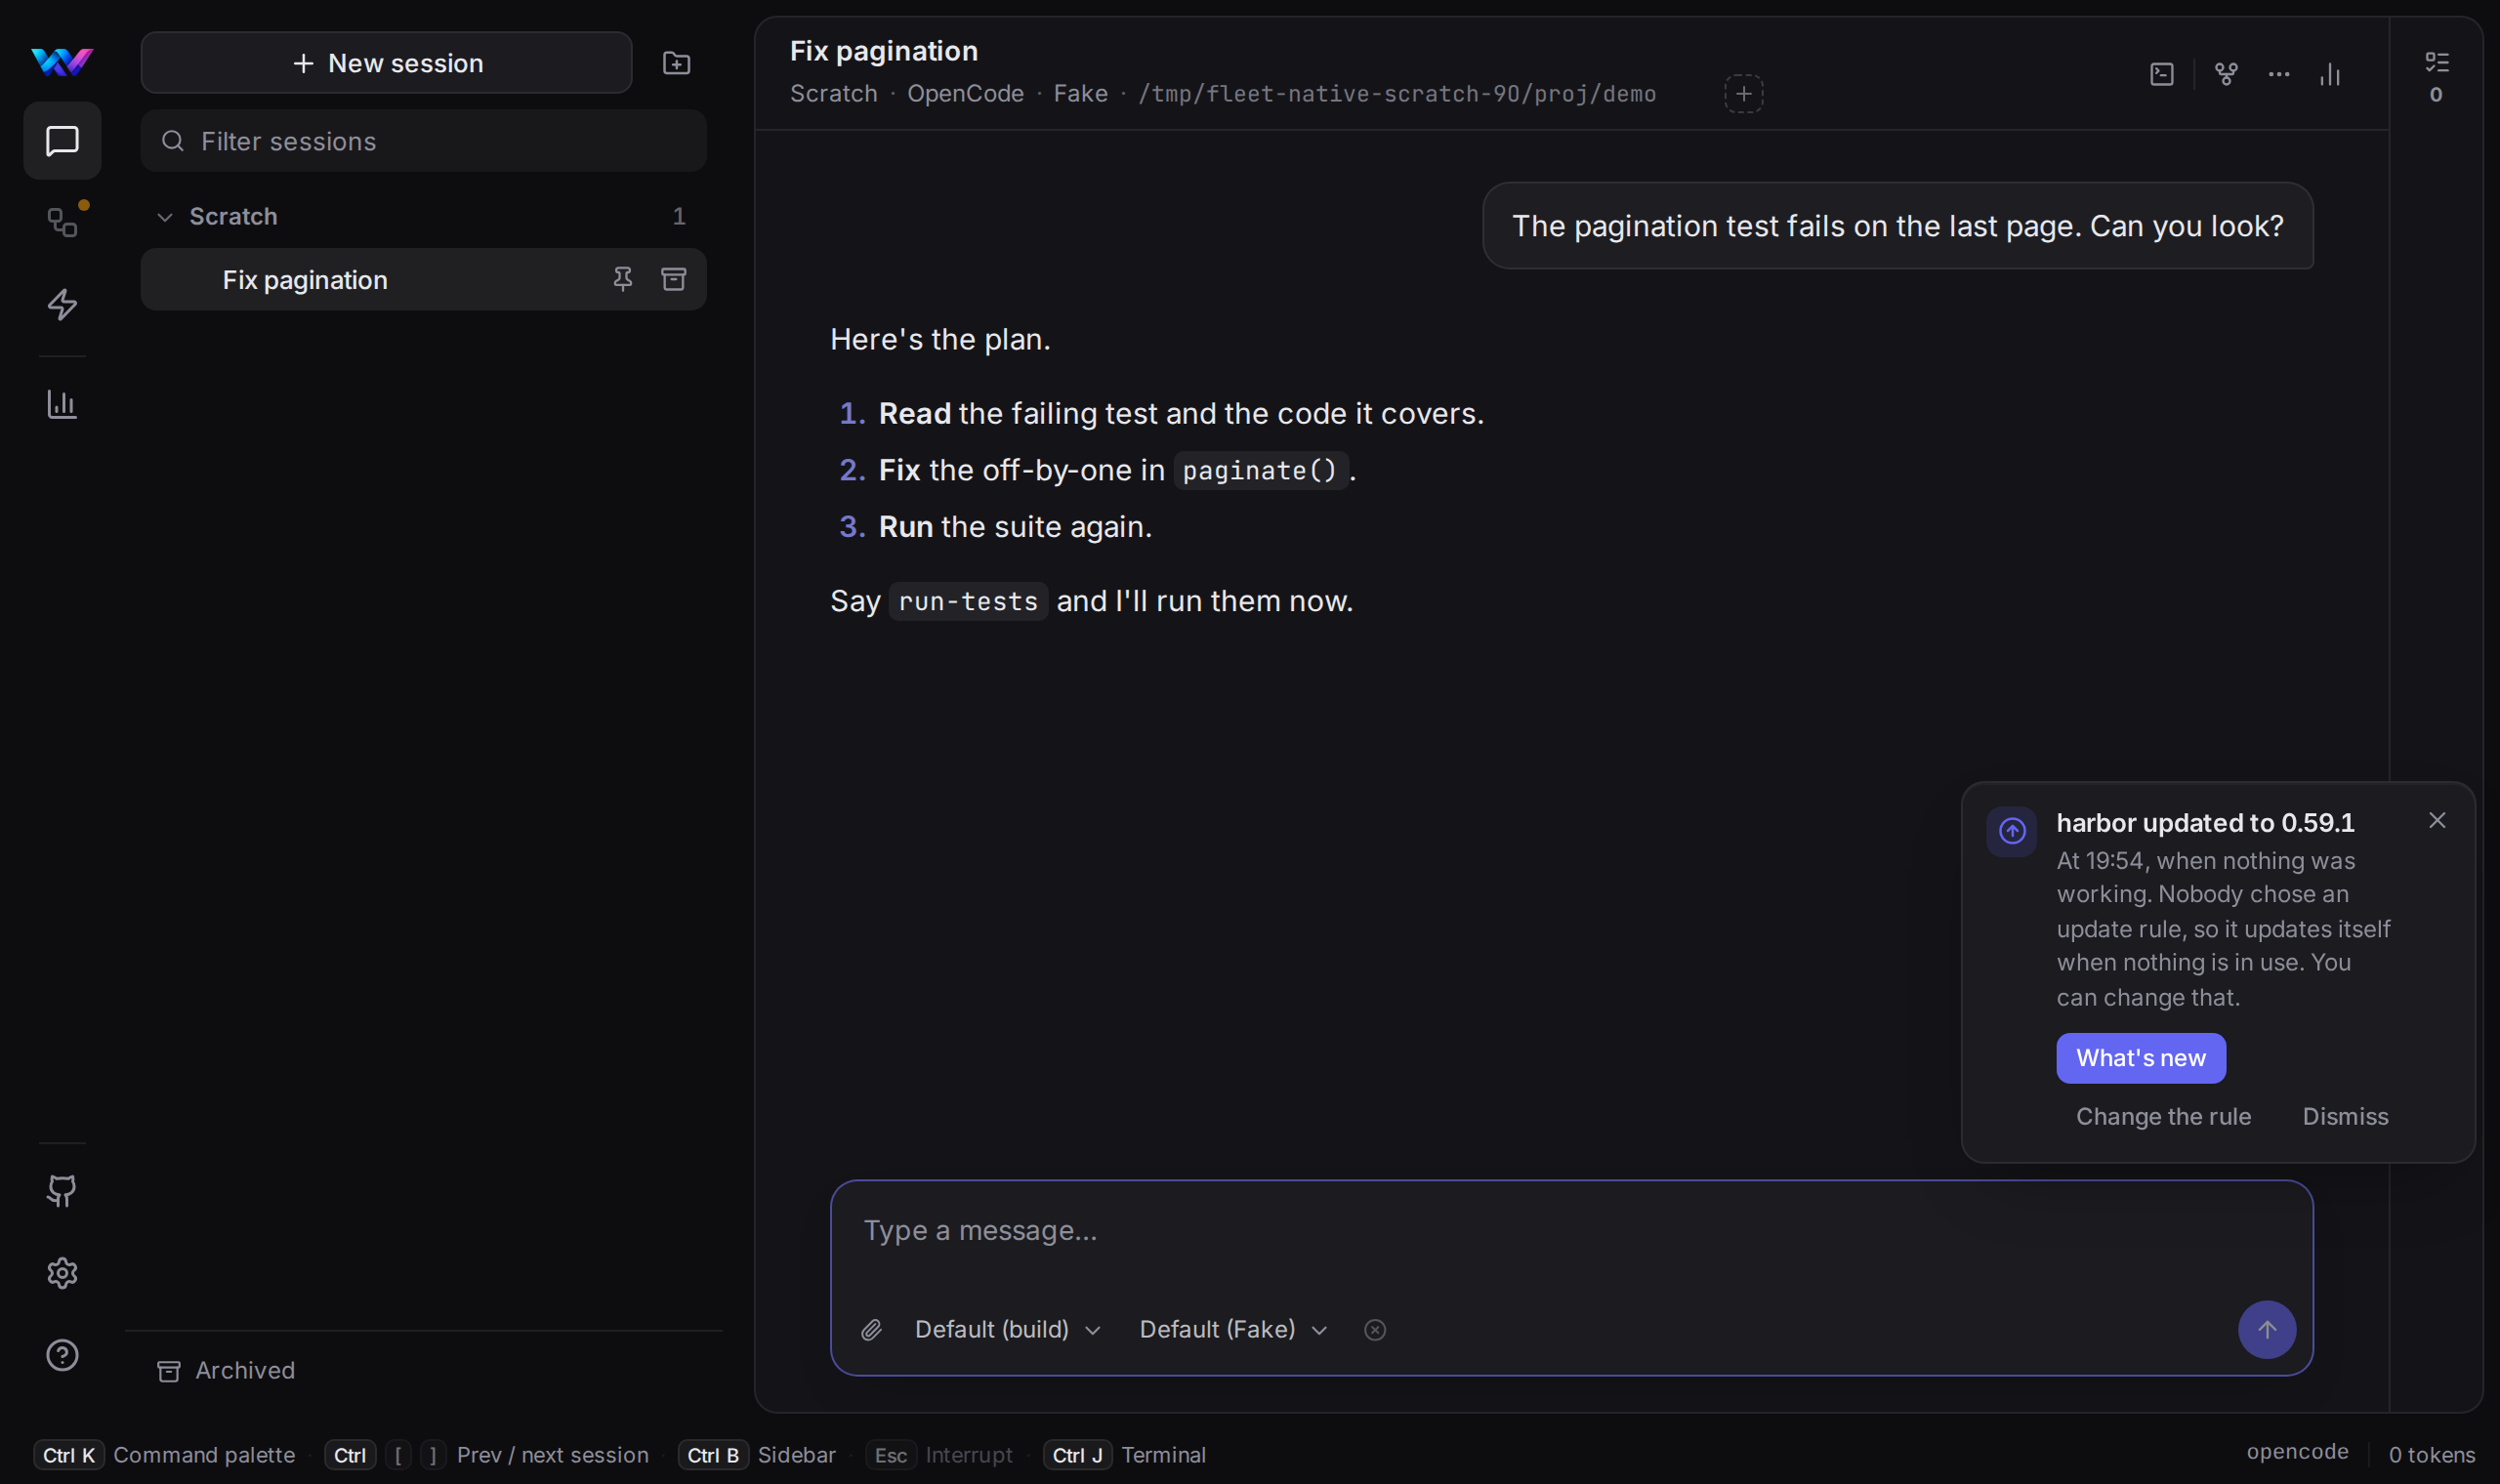 New session
Filter sessions
Scratch 1
Fix pagination
Archived
Fix pagination
Scratch · OpenCode · Fake · /tmp/fleet-native-scratch-90/proj/demo
0
The pagination test fails on the last page. Can you look?
Here's the plan.
1. Read the failing test and the code it covers.
2. Fix the off-by-one in paginate().
3. Run the suite again.
Say run-tests and I'll run them now.
harbor updated to 0.59.1
At 19:54, when nothing was
working. Nobody chose an
update rule, so it updates itself
when nothing is in use. You
can change that.
What's new
Change the rule Dismiss
Type a message...
Default (build) Default (Fake)
Ctrl K Command palette · Ctrl [ ] Prev / next session · Ctrl B Sidebar · Esc Interrupt · Ctrl J Terminal
opencode 0 tokens